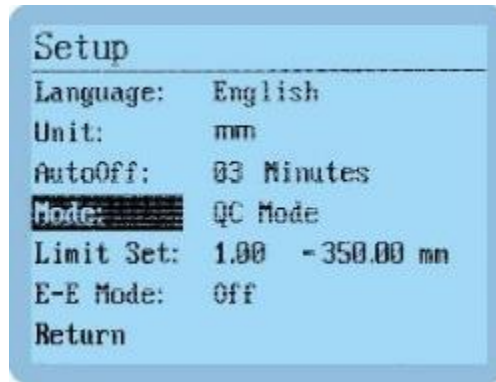 Setup
Language: English
Unit: mm
AutoOff: 03 Minutes
Mode: QC Mode
Limit Set: 1.00 -350.00 mm
E-E Mode: Off
Return